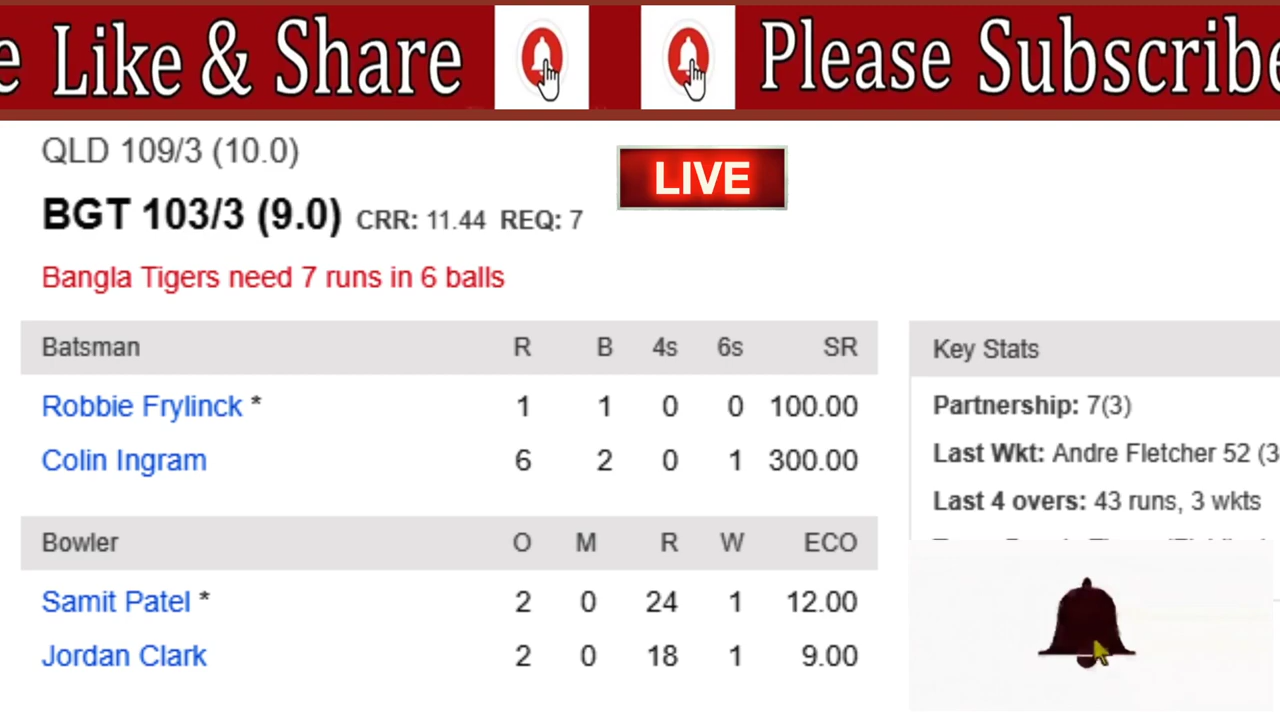 e Like & Share Please Subscribe
QLD 109/3 (10.0)
LIVE
BGT 103/3 (9.0) CRR: 11.44 REQ: 7
Bangla Tigers need 7 runs in 6 balls
Batsman R B 4s 6s SR
Robbie Frylinck * 1 1 0 0 100.00
Colin Ingram 6 2 0 1 300.00
Bowler O M R W ECO
Samit Patel * 2 0 24 1 12.00
Jordan Clark 2 0 18 1 9.00
Key Stats
Partnership: 7(3)
Last Wkt: Andre Fletcher 52 (3
Last 4 overs: 43 runs, 3 wkts